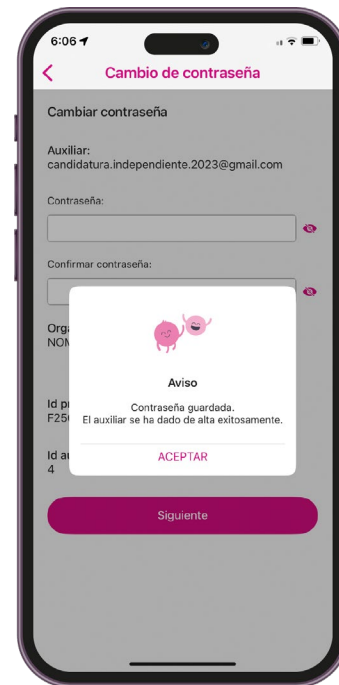 6:06
Cambio de contraseña
Cambiar contraseña
Auxiliar:
candidatura.independiente.2023@gmail.com
Contraseña:
Confirmar contraseña:
Aviso
Contraseña guardada.
El auxiliar se ha dado de alta exitosamente.
ACEPTAR
Orga
NOM
Id pr
F25
Id au
4
Siguiente